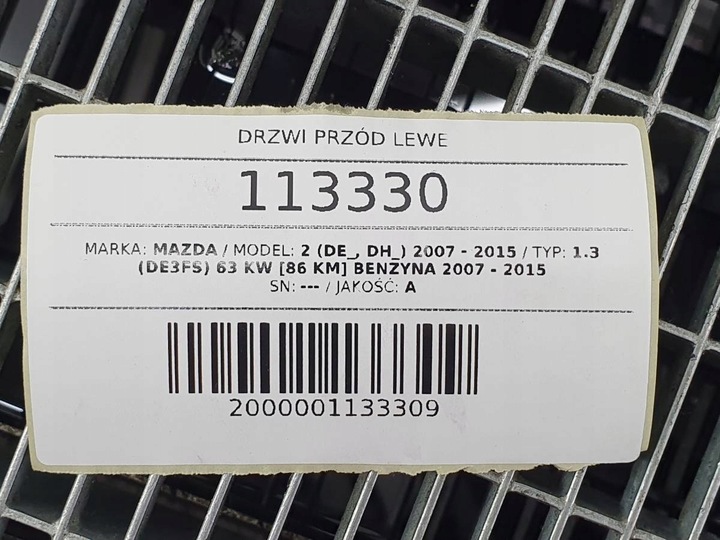 DRZWI PRZÓD LEWE
113330
MARKA: MAZDA / MODEL: 2 (DE_, DH_) 2007 - 2015 / TYP: 1.3
(DE3FS) 63 KW [86 KM] BENZYNA 2007 - 2015
SN: --- / JAKOŚĆ: A
2000001133309